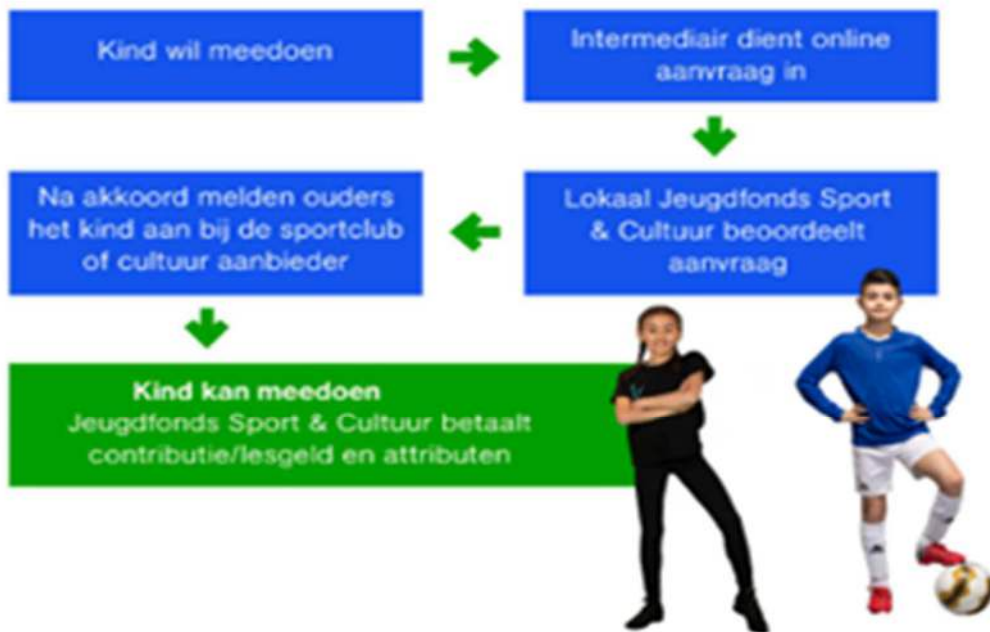 Kind wil meedoen
Intermediair dient online
aanvraag in
Lokaal Jeugdfonds Sport
& Cultuur beoordeelt
aanvraag
Na akkoord melden ouders
het kind aan bij de sportclub
of cultuur aanbieder
Kind kan meedoen
Jeugdfonds Sport & Cultuur betaalt
contributie/lesgeld en attributen